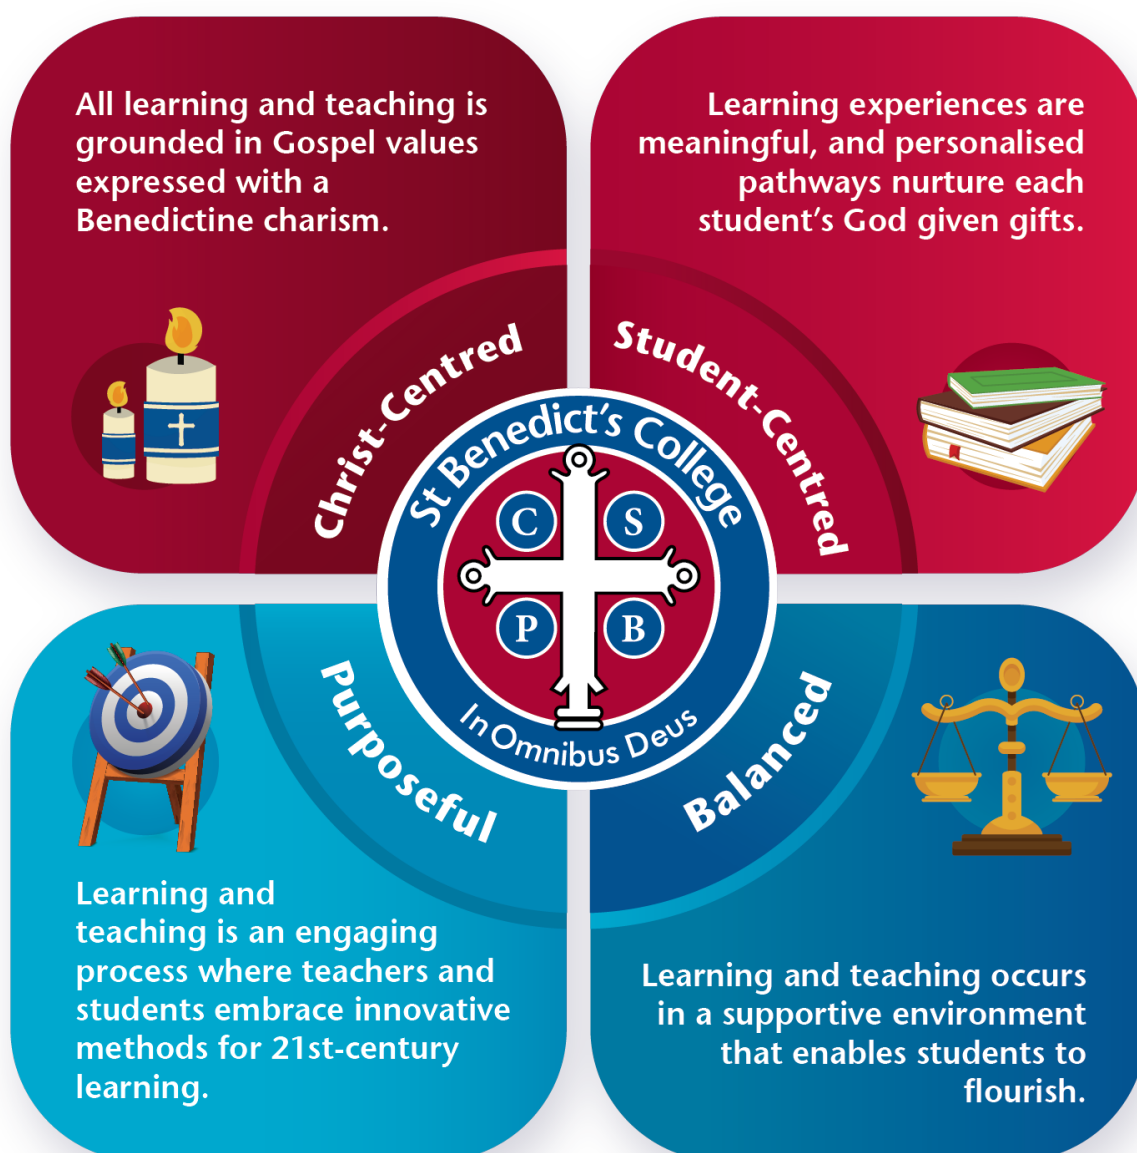 All learning and teaching is
grounded in Gospel values
expressed with a
Benedictine charism.
Christ-Centred
Learning experiences are
meaningful, and personalised
pathways nurture each
student's God given gifts.
Student-Centred
St Benedict's College
C S
P B
In Omnibus Deus
Purposeful
Learning and
teaching is an engaging
process where teachers and
students embrace innovative
methods for 21st-century
learning.
Balanced
Learning and teaching occurs
in a supportive environment
that enables students to
flourish.